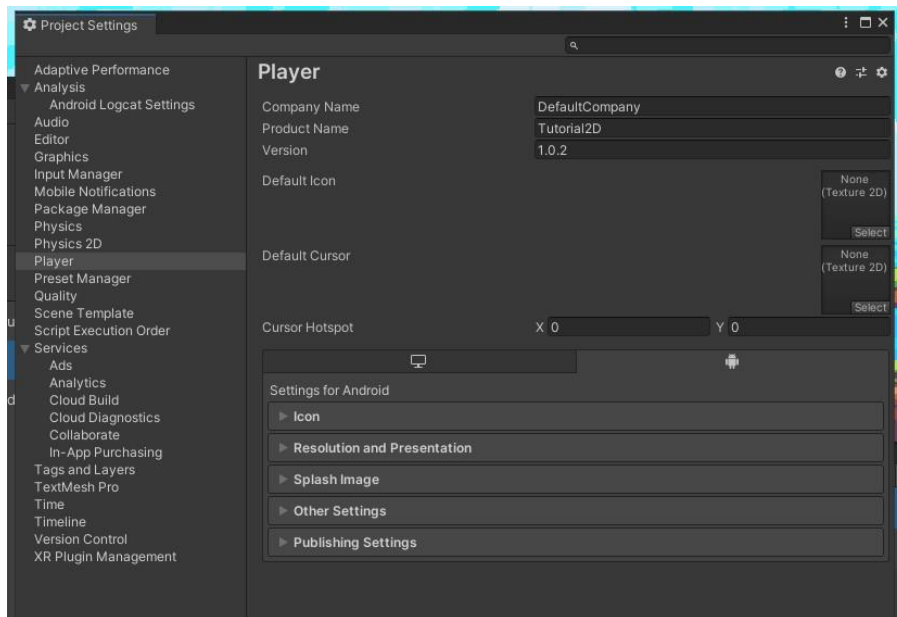 Project Settings
Adaptive Performance
Analysis
Android Logcat Settings
Audio
Editor
Graphics
Input Manager
Mobile Notifications
Package Manager
Physics
Physics 2D
Player
Preset Manager
Quality
Scene Template
Script Execution Order
Services
Ads
Analytics
Cloud Build
Cloud Diagnostics
Collaborate
In-App Purchasing
Tags and Layers
TextMesh Pro
Time
Timeline
Version Control
XR Plugin Management
Player
Company Name DefaultCompany
Product Name Tutorial2D
Version 1.0.2
Default Icon
None
(Texture 2D)
Select
Default Cursor
None
(Texture 2D)
Select
Cursor Hotspot X 0 Y 0
Settings for Android
Icon
Resolution and Presentation
Splash Image
Other Settings
Publishing Settings